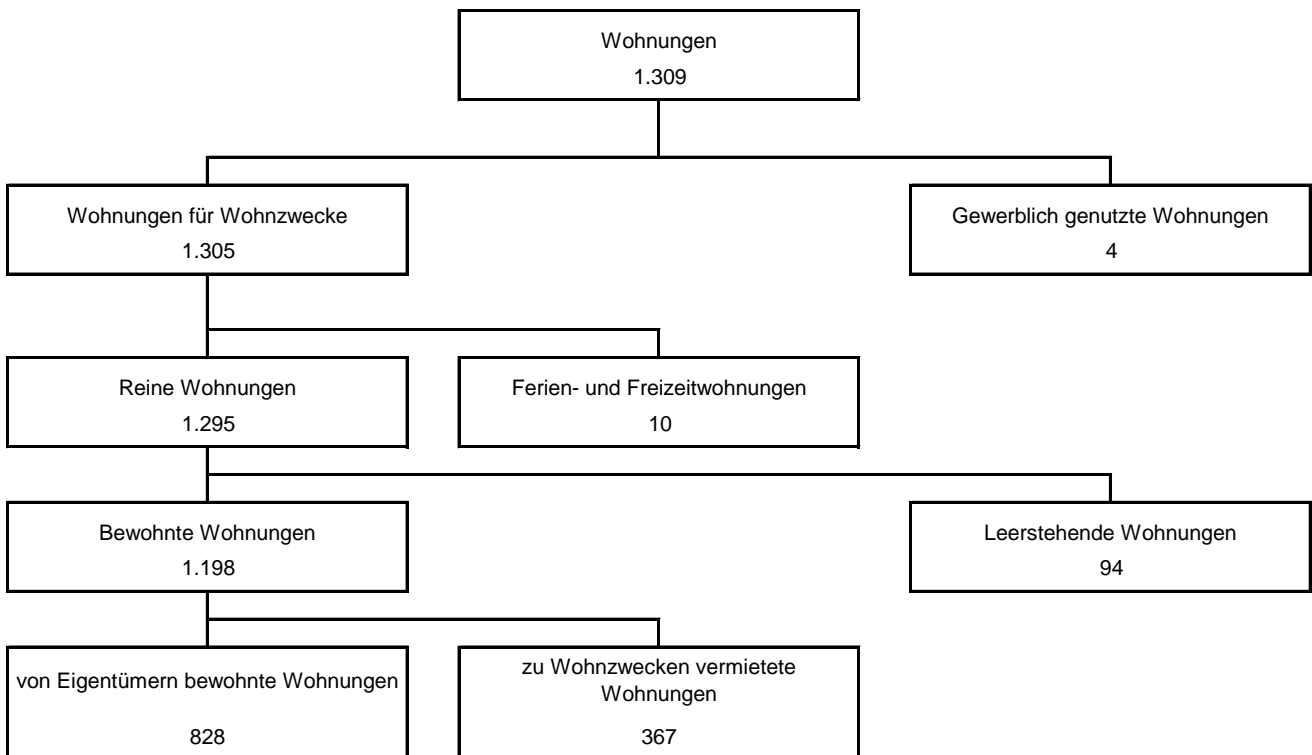 Wohnungen
1.309
Wohnungen für Wohnzwecke
1.305
Gewerblich genutzte Wohnungen
4
Reine Wohnungen
1.295
Ferien- und Freizeitwohnungen
10
Bewohnte Wohnungen
1.198
Leerstehende Wohnungen
94
von Eigentümern bewohnte Wohnungen
828
zu Wohnzwecken vermietete
Wohnungen
367